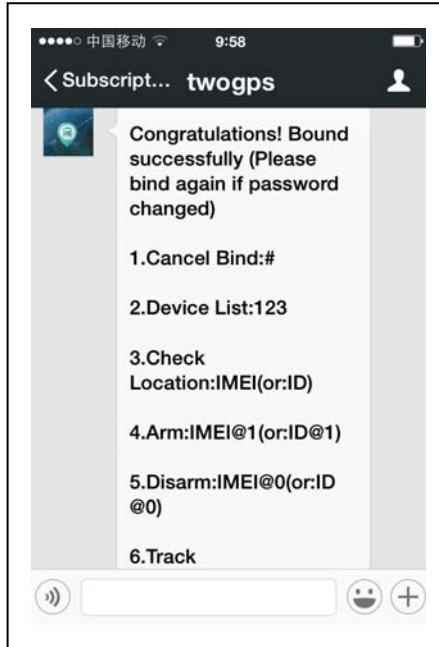 中国移动 9:58
Subscript... twogps
Congratulations! Bound
successfully (Please
bind again if password
changed)
1.Cancel Bind:#
2.Device List:123
3.Check
Location:IMEI(or:ID)
4.Arm:IMEI@1(or:ID@1)
5.Disarm:IMEI@0(or:ID
@0)
6.Track